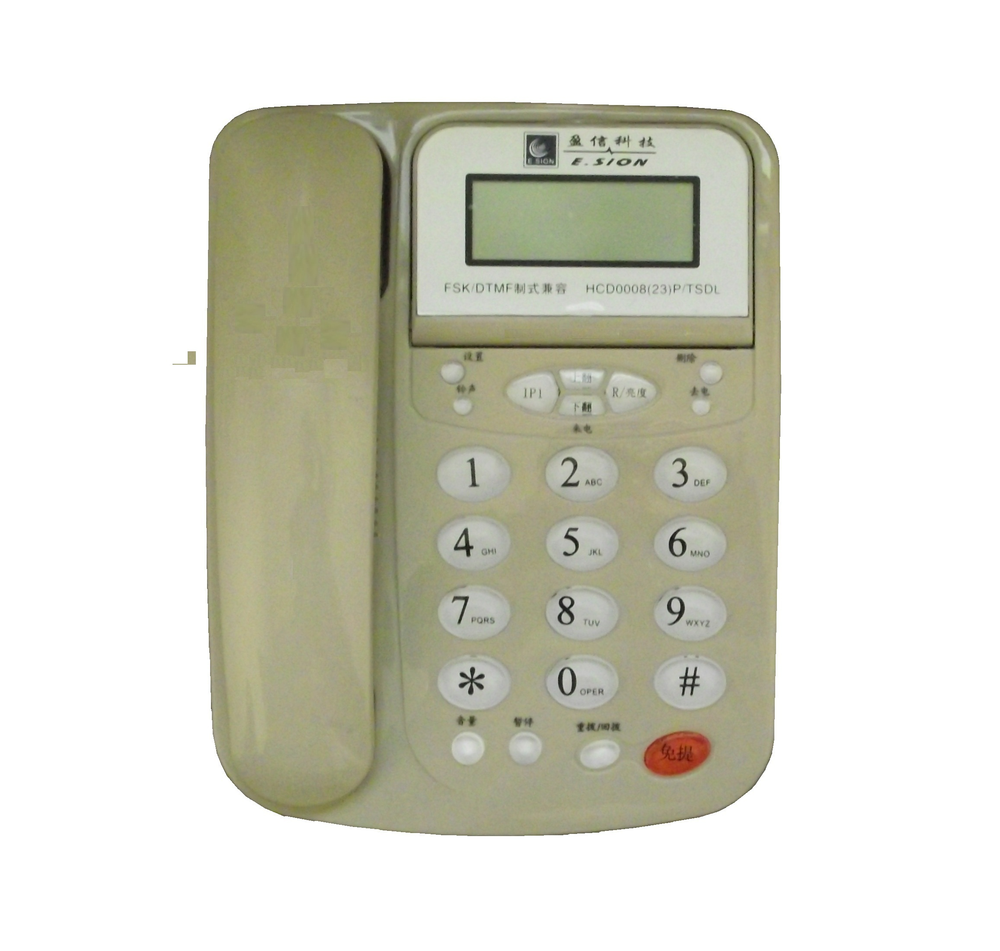 盈信科技
E.SION
E.SION
FSK/DTMF制式兼容 HCD0008(23)P/TSDL
设置
删除
上翻
IP1
R/亮度
铃声
去电
下翻
来电
1
2 ABC
3 DEF
4 GHI
5 JKL
6 MNO
7 PQRS
8 TUV
9 WXYZ
*
0 OPER
#
音量
暂停
重拨/回拨
免提